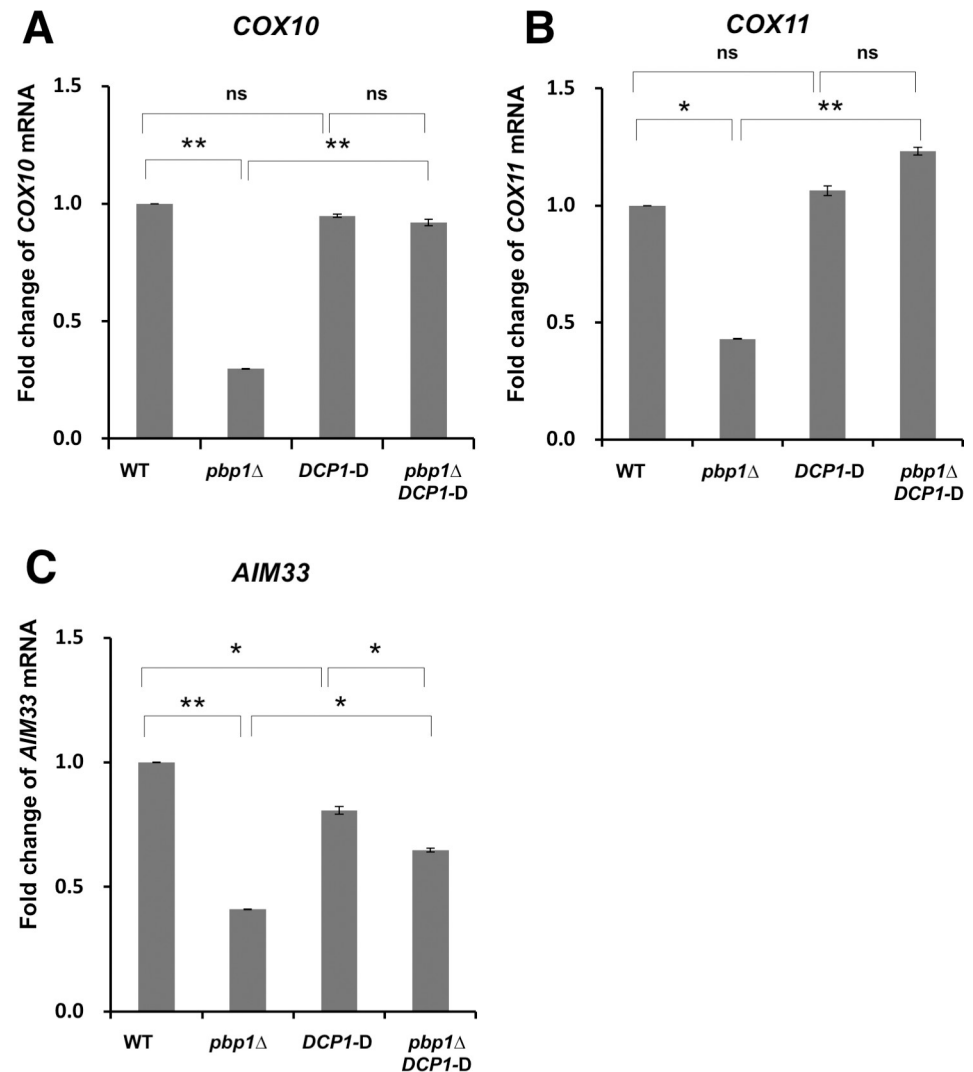 A
COX10
Fold change of COX10 mRNA
1.5
1.0
0.5
0.0
ns
ns
**
**
WT
pbp1Δ
DCP1-D
pbp1Δ
DCP1-D
B
COX11
Fold change of COX11 mRNA
1.5
1.0
0.5
0.0
ns
ns
*
**
WT
pbp1Δ
DCP1-D
pbp1Δ
DCP1-D
C
AIM33
Fold change of AIM33 mRNA
1.5
1.0
0.5
0.0
*
*
**
*
WT
pbp1Δ
DCP1-D
pbp1Δ
DCP1-D